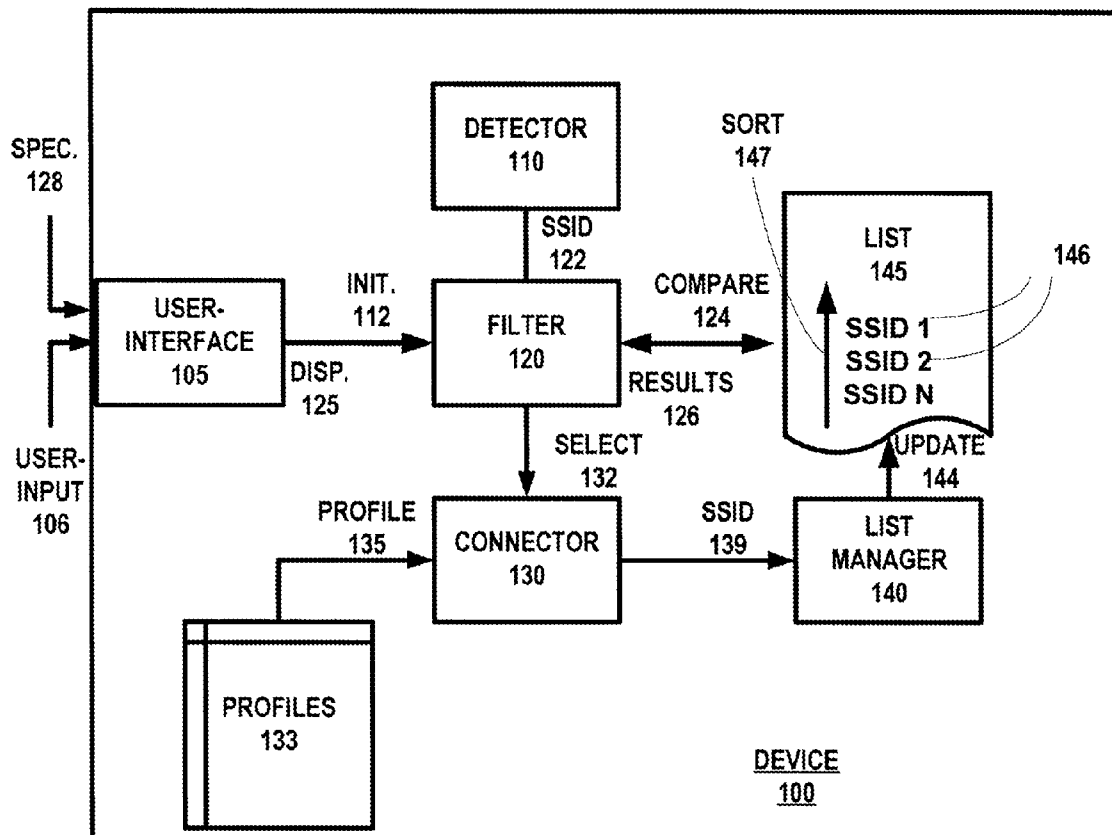 DETECTOR
110
SORT
147
SPEC.
128
SSID
122
LIST
145
146
USER-
INTERFACE
105
INIT.
112
DISP.
125
FILTER
120
COMPARE
124
RESULTS
126
SSID 1
SSID 2
SSID N
USER-
INPUT
106
SELECT
132
UPDATE
144
PROFILE
135
CONNECTOR
130
SSID
139
LIST
MANAGER
140
PROFILES
133
DEVICE
100